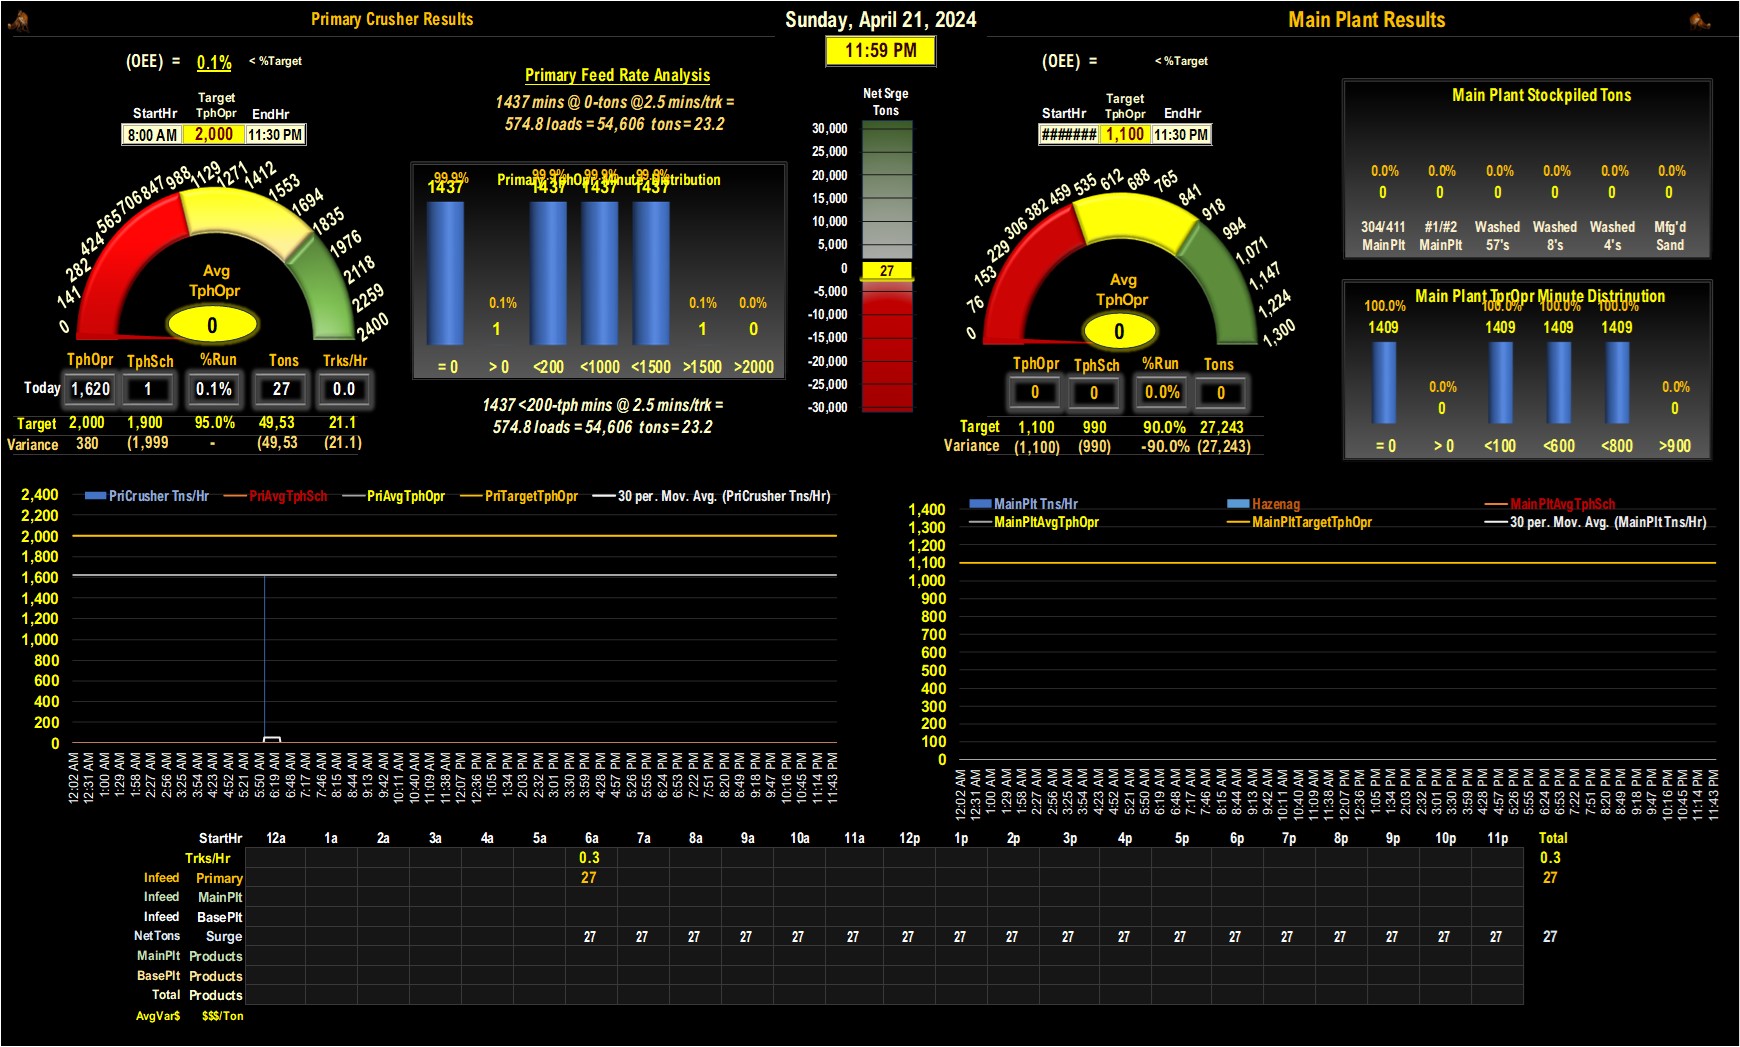 Primary Crusher Results
Sunday, April 21, 2024
Main Plant Results
11:59 PM
(OEE) = 0.1% < %Target
StartHr Target TphOpr EndHr
8:00 AM 2,000 11:30 PM
0 141 282 424 565 706 847 988 1129 1271 1412 1553 1694 1835 1976 2118 2259 2400
Avg
TphOpr
0
TphOpr TphSch %Run Tons Trks/Hr
Today 1,620 1 0.1% 27 0.0
Target 2,000 1,900 95.0% 49,53 21.1
Variance 380 (1,999 - (49,53 (21.1)
Primary Feed Rate Analysis
1437 mins @ 0-tons @2.5 mins/trk =
574.8 loads = 54,606 tons = 23.2
Primary TphOpr Minute Distribution
99.9% 0.1% 99.9% 99.9% 99.9% 0.1% 0.0%
1437 1 1437 1437 1437 1 0
= 0 > 0 <200 <1000 <1500 >1500 >2000
1437 <200-tph mins @ 2.5 mins/trk =
574.8 loads = 54,606 tons = 23.2
Net Srge
Tons
30,000
25,000
20,000
15,000
10,000
5,000
0
27
-5,000
-10,000
-15,000
-20,000
-25,000
-30,000
(OEE) = < %Target
StartHr Target TphOpr EndHr
####### 1,100 11:30 PM
0 76 153 229 306 382 459 535 612 688 765 841 918 994 1,071 1,147 1,224 1,300
Avg
TphOpr
0
TphOpr TphSch %Run Tons
0 0 0.0% 0
Target 1,100 990 90.0% 27,243
Variance (1,100) (990) -90.0% (27,243)
Main Plant Stockpiled Tons
0.0% 0.0% 0.0% 0.0% 0.0% 0.0%
0 0 0 0 0 0
304/411 #1/#2 Washed Washed Washed Mfg'd
MainPlt MainPlt 57's 8's 4's Sand
Main Plant TprOpr Minute Distrinution
100.0% 0.0% 100.0% 100.0% 100.0% 0.0%
1409 0 1409 1409 1409 0
= 0 > 0 <100 <600 <800 >900
PriCrusher Tns/Hr PriAvgTphSch PriAvgTphOpr PriTargetTphOpr 30 per. Mov. Avg. (PriCrusher Tns/Hr)
2,400
2,200
2,000
1,800
1,600
1,400
1,200
1,000
800
600
400
200
0
12:02 AM 12:31 AM 1:00 AM 1:29 AM 1:58 AM 2:27 AM 2:56 AM 3:25 AM 3:54 AM 4:23 AM 4:52 AM 5:21 AM 5:50 AM 6:19 AM 6:48 AM 7:17 AM 7:46 AM 8:15 AM 8:44 AM 9:13 AM 9:42 AM 10:11 AM 10:40 AM 11:09 AM 11:38 AM 12:07 PM 12:36 PM 1:05 PM 1:34 PM 2:03 PM 2:32 PM 3:01 PM 3:30 PM 3:59 PM 4:28 PM 4:57 PM 5:26 PM 5:55 PM 6:24 PM 6:53 PM 7:22 PM 7:51 PM 8:20 PM 8:49 PM 9:18 PM 9:47 PM 10:16 PM 10:45 PM 11:14 PM 11:43 PM
MainPlt Tns/Hr Hazenag MainPltAvgTphSch
MainPltAvgTphOpr MainPltTargetTphOpr 30 per. Mov. Avg. (MainPlt Tns/Hr)
1,400
1,300
1,200
1,100
1,000
900
800
700
600
500
400
300
200
100
0
12:02 AM 12:31 AM 1:00 AM 1:29 AM 1:58 AM 2:27 AM 2:56 AM 3:25 AM 3:54 AM 4:23 AM 4:52 AM 5:21 AM 5:50 AM 6:19 AM 6:48 AM 7:17 AM 7:46 AM 8:15 AM 8:44 AM 9:13 AM 9:42 AM 10:11 AM 10:40 AM 11:09 AM 11:38 AM 12:07 PM 12:36 PM 1:05 PM 1:34 PM 2:03 PM 2:32 PM 3:01 PM 3:30 PM 3:59 PM 4:28 PM 4:57 PM 5:26 PM 5:55 PM 6:24 PM 6:53 PM 7:22 PM 7:51 PM 8:20 PM 8:49 PM 9:18 PM 9:47 PM 10:16 PM 10:45 PM 11:14 PM 11:43 PM
StartHr 12a 1a 2a 3a 4a 5a 6a 7a 8a 9a 10a 11a 12p 1p 2p 3p 4p 5p 6p 7p 8p 9p 10p 11p Total
Trks/Hr 0.3 0.3
Infeed Primary 27 27
Infeed MainPlt
Infeed BasePlt
NetTons Surge 27 27 27 27 27 27 27 27 27 27 27 27 27 27 27 27 27 27 27
MainPlt Products
BasePlt Products
Total Products
AvgVar$ $$$/Ton